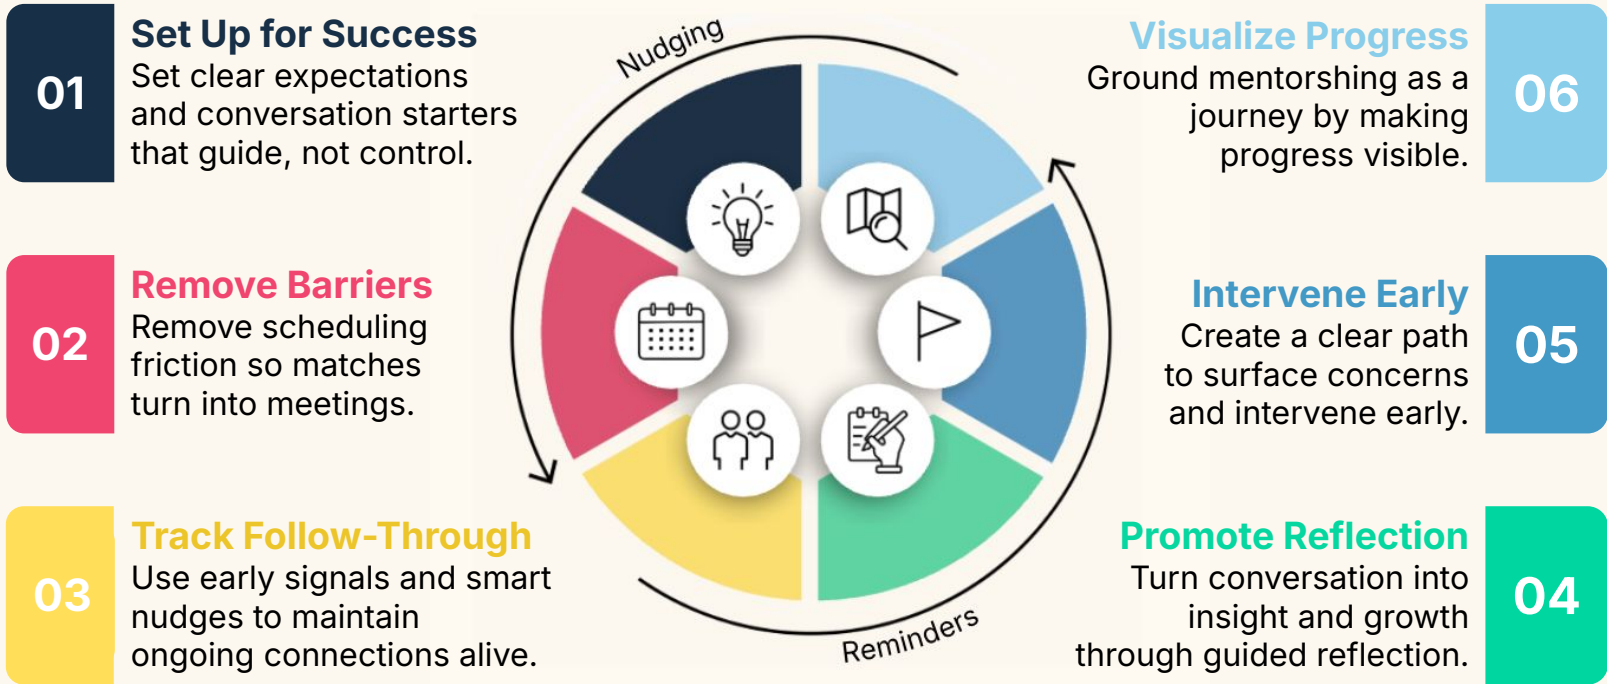 01
Set Up for Success
Set clear expectations
and conversation starters
that guide, not control.
02
Remove Barriers
Remove scheduling
friction so matches
turn into meetings.
03
Track Follow-Through
Use early signals and smart
nudges to maintain
ongoing connections alive.
Nudging
Reminders
Visualize Progress
Ground mentorshing as a
journey by making
progress visible.
06
Intervene Early
Create a clear path
to surface concerns
and intervene early.
05
Promote Reflection
Turn conversation into
insight and growth
through guided reflection.
04